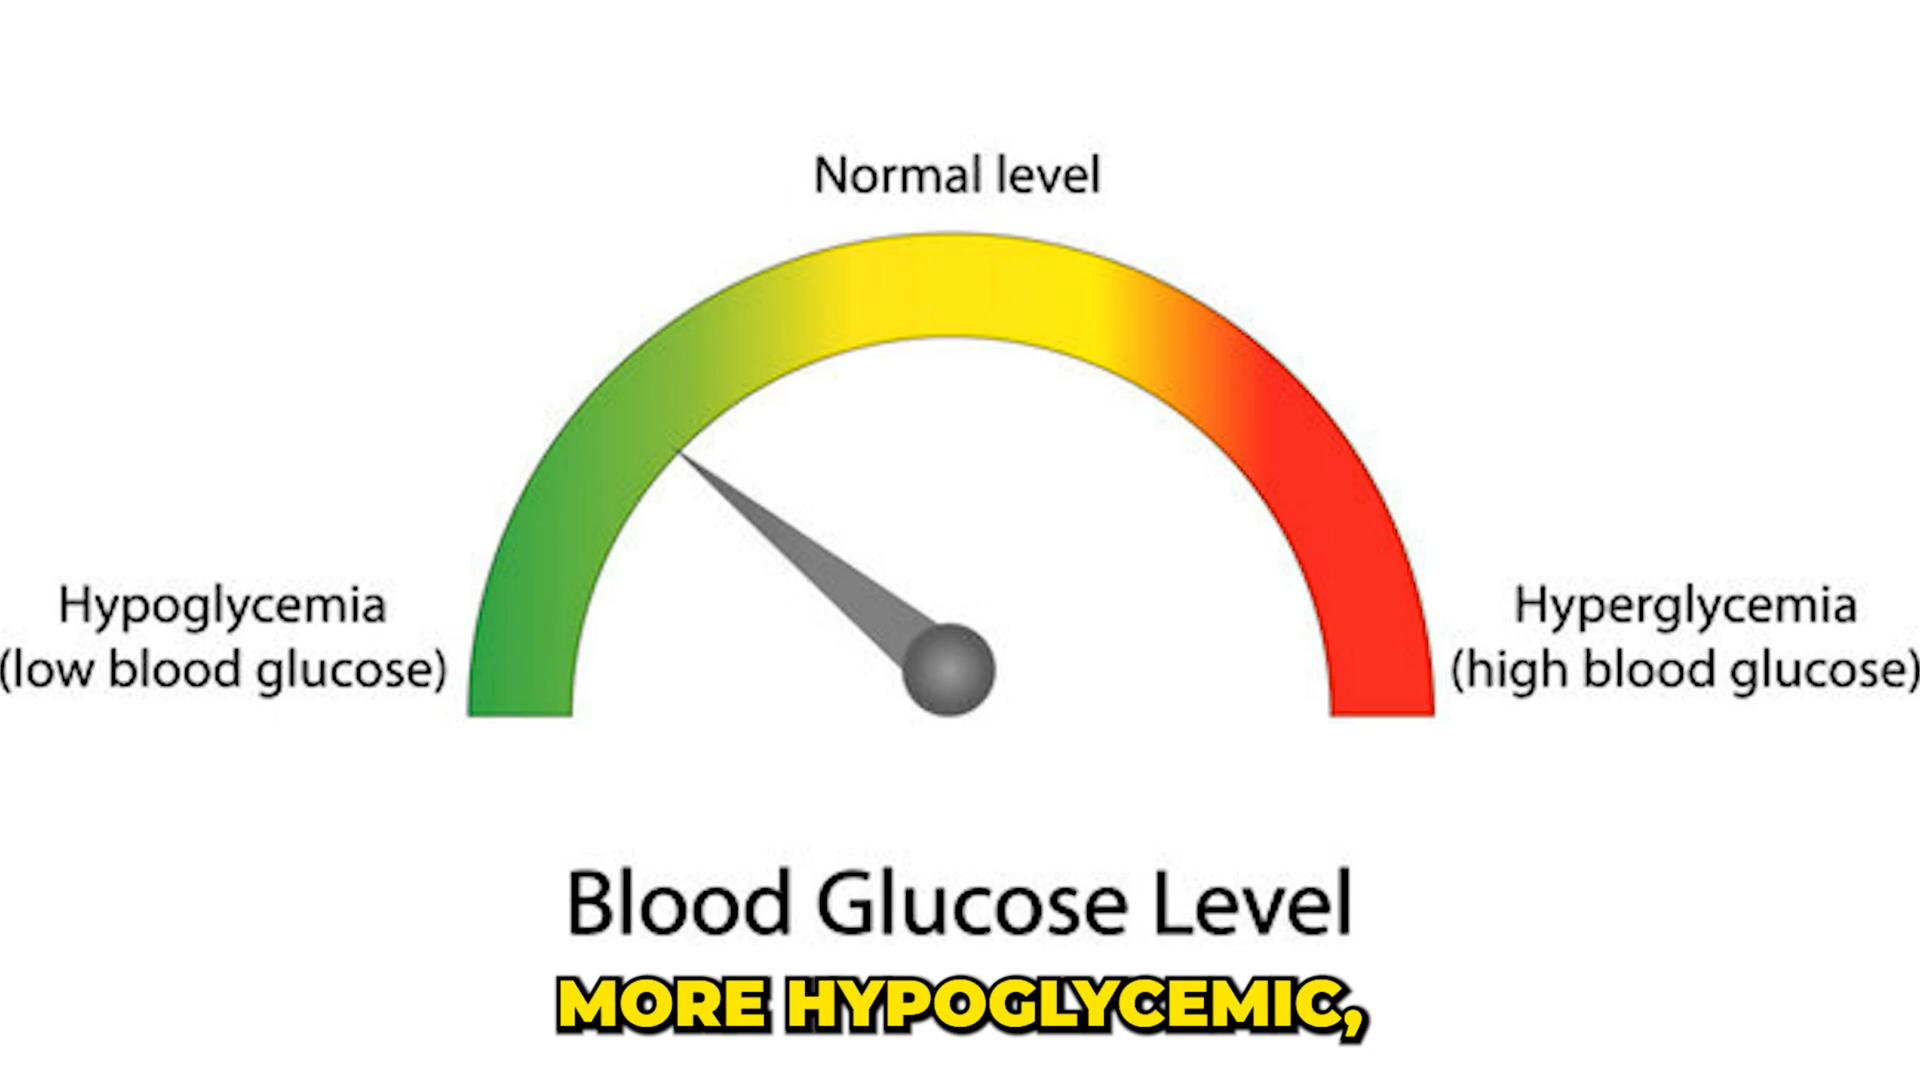 Normal level
Hypoglycemia
(low blood glucose)
Hyperglycemia
(high blood glucose)
Blood Glucose Level
MORE HYPOGLYCEMIC,